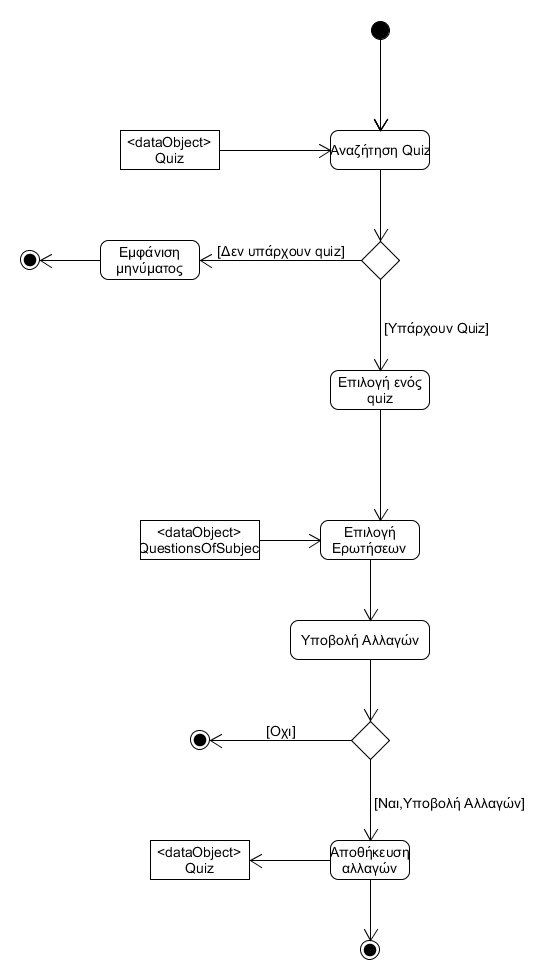 <dataObject>
Quiz
Αναζήτηση Quiz
Εμφάνιση
μηνύματος
[Δεν υπάρχουν quiz]
[Υπάρχουν Quiz]
Επιλογή ενός
quiz
<dataObject>
QuestionsOfSubjec
Επιλογή
Ερωτήσεων
Υποβολή Αλλαγών
[Οχι]
[Ναι,Υποβολή Αλλαγών]
<dataObject>
Quiz
Αποθήκευση
αλλαγών